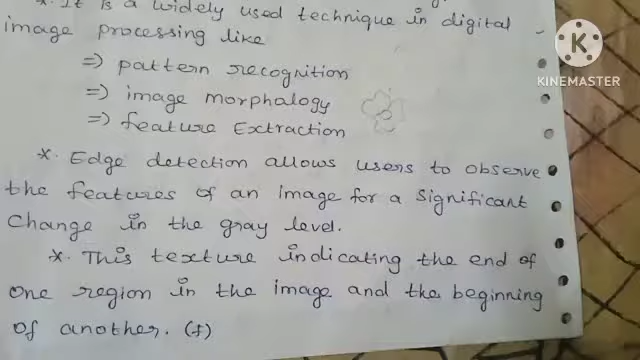 *. It is a widely used technique in digital
image processing like
=) pattern recognition
=) image morphalogy
=) feature Extraction
*. Edge detection allows users to observe
the features of an image for a significant
change in the gray level.
*. This texture indicating the end of
one region in the image and the beginning
of another. (f)
KINEMASTER